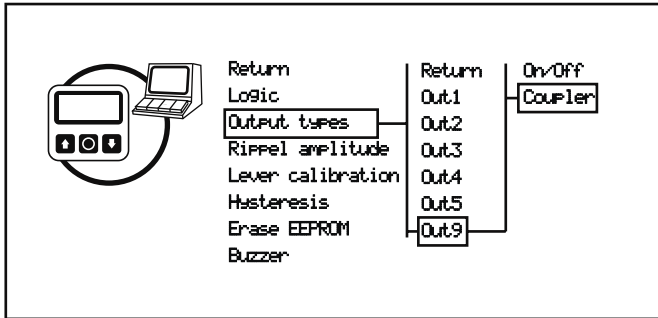 Return
Logic
Output types
Rippel amplitude
Lever calibration
Hysteresis
Erase EEPROM
Buzzer
Return
Out1
Out2
Out3
Out4
Out5
Out9
On/Off
Coupler